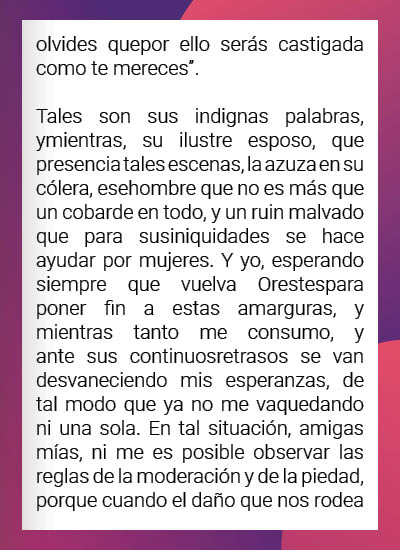 olvides quepor ello serás castigada
como te mereces”.
Tales son sus indignas palabras,
ymientras, su ilustre esposo, que
presencia tales escenas, la azuza en su
cólera, esehombre que no es más que
un cobarde en todo, y un ruin malvado
que para susiniquidades se hace
ayudar por mujeres. Y yo, esperando
siempre que vuelva Orestespara
poner fin a estas amarguras, y
mientras tanto me consumo, y
ante sus continuosretrasos se van
desvaneciendo mis esperanzas, de
tal modo que ya no me vaquedando
ni una sola. En tal situación, amigas
mías, ni me es posible observar las
reglas de la moderación y de la piedad,
porque cuando el daño que nos rodea